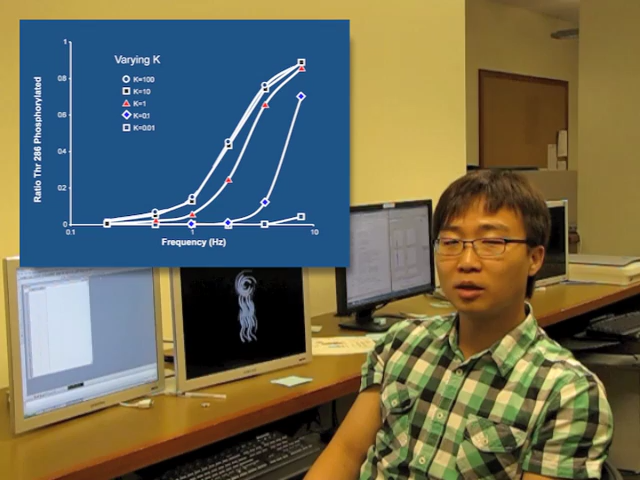 Varying K
K=100
K=10
K=1
K=0.1
K=0.01
Ratio Thr 286 Phosphorylated
1
0.8
0.6
0.4
0.2
0
0.1
1
10
Frequency (Hz)